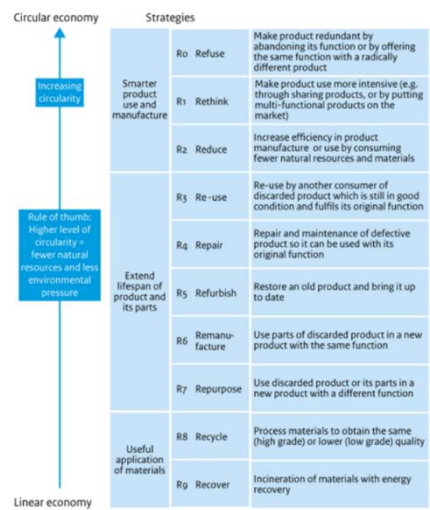 Circular economy
Strategies
Increasing
circularity
Rule of thumb:
Higher level of
circularity =
fewer natural
resources and less
environmental
pressure
Linear economy
Smarter
product
use and
manufacture
R0 Refuse
Make product redundant by
abandoning its function or by offering
the same function with a radically
different product
R1 Rethink
Make product use more intensive (e.g.
through sharing products, or by putting
multi-functional products on the
market)
R2 Reduce
Increase efficiency in product
manufacture or use by consuming
fewer natural resources and materials
Extend
lifespan of
product and
its parts
R3 Re-use
Re-use by another consumer of
discarded product which is still in good
condition and fulfils its original function
R4 Repair
Repair and maintenance of defective
product so it can be used with its
original function
R5 Refurbish
Restore an old product and bring it up
to date
R6 Remanu-
facture
Use parts of discarded product in a new
product with the same function
R7 Repurpose
Use discarded product or its parts in a
new product with a different function
Useful
application
of materials
R8 Recycle
Process materials to obtain the same
(high grade) or lower (low grade) quality
R9 Recover
Incineration of materials with energy
recovery